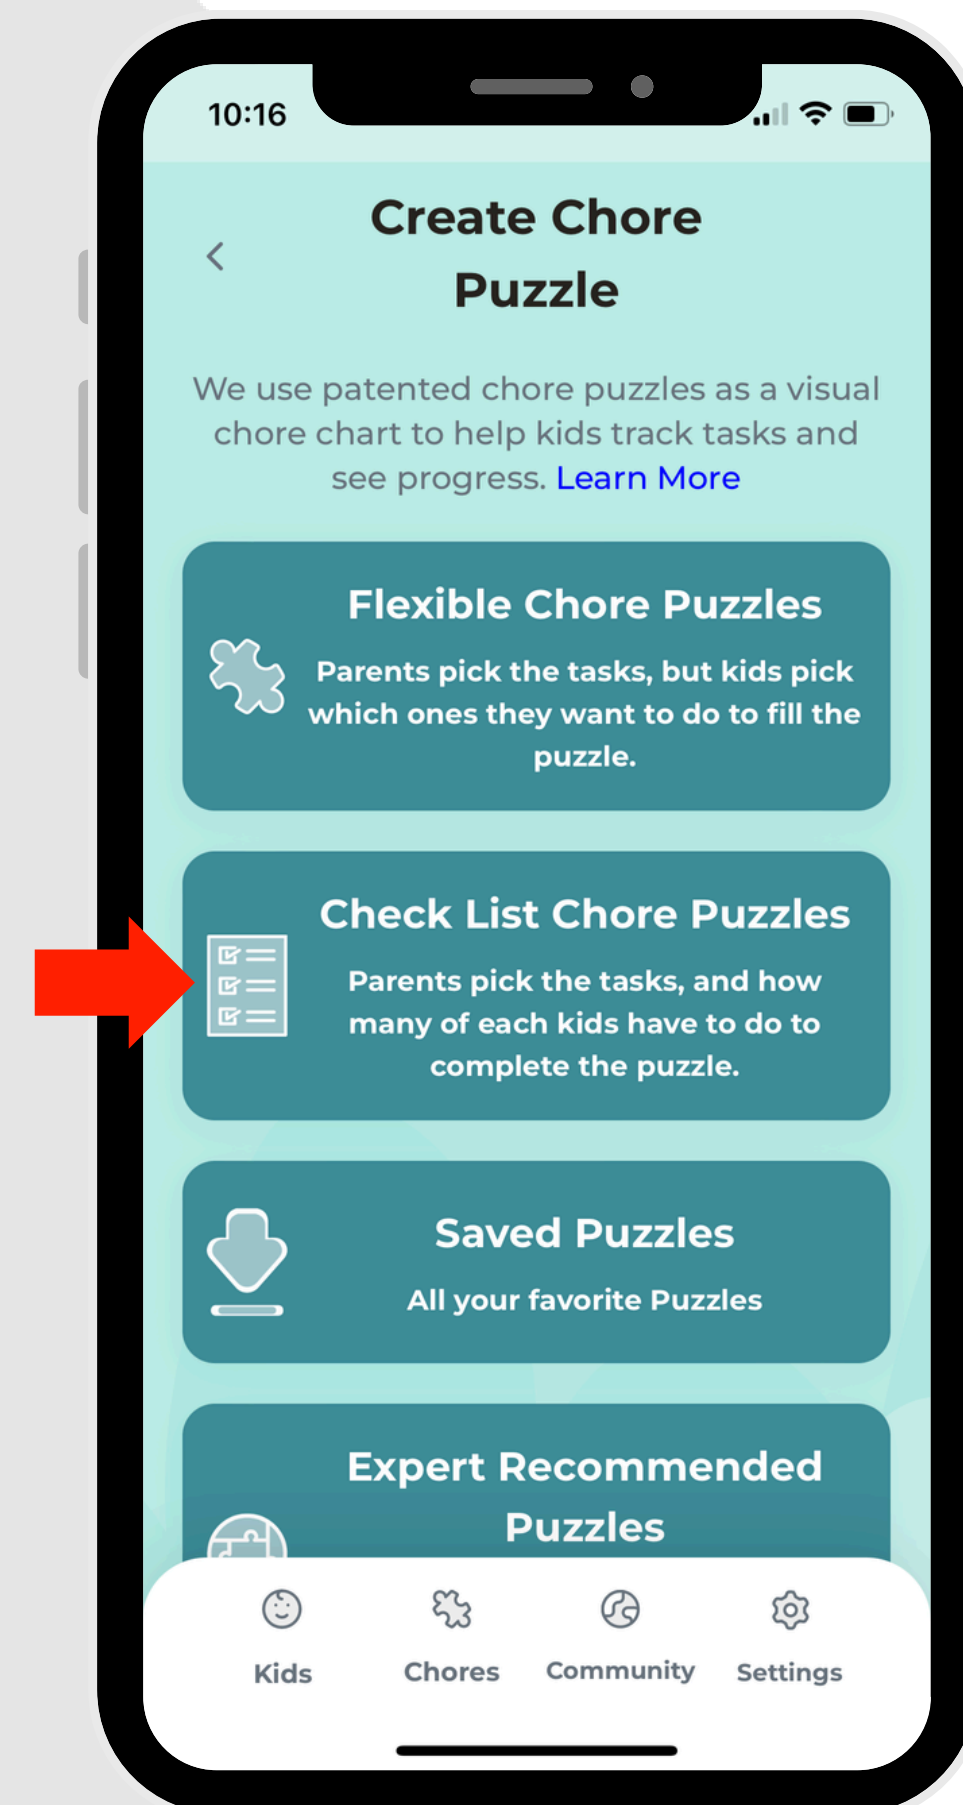 10:16
Create Chore
Puzzle
We use patented chore puzzles as a visual
chore chart to help kids track tasks and
see progress. Learn More
Flexible Chore Puzzles
Parents pick the tasks, but kids pick
which ones they want to do to fill the
puzzle.
Check List Chore Puzzles
Parents pick the tasks, and how
many of each kids have to do to
complete the puzzle.
Saved Puzzles
All your favorite Puzzles
Expert Recommended
Puzzles
Kids Chores Community Settings